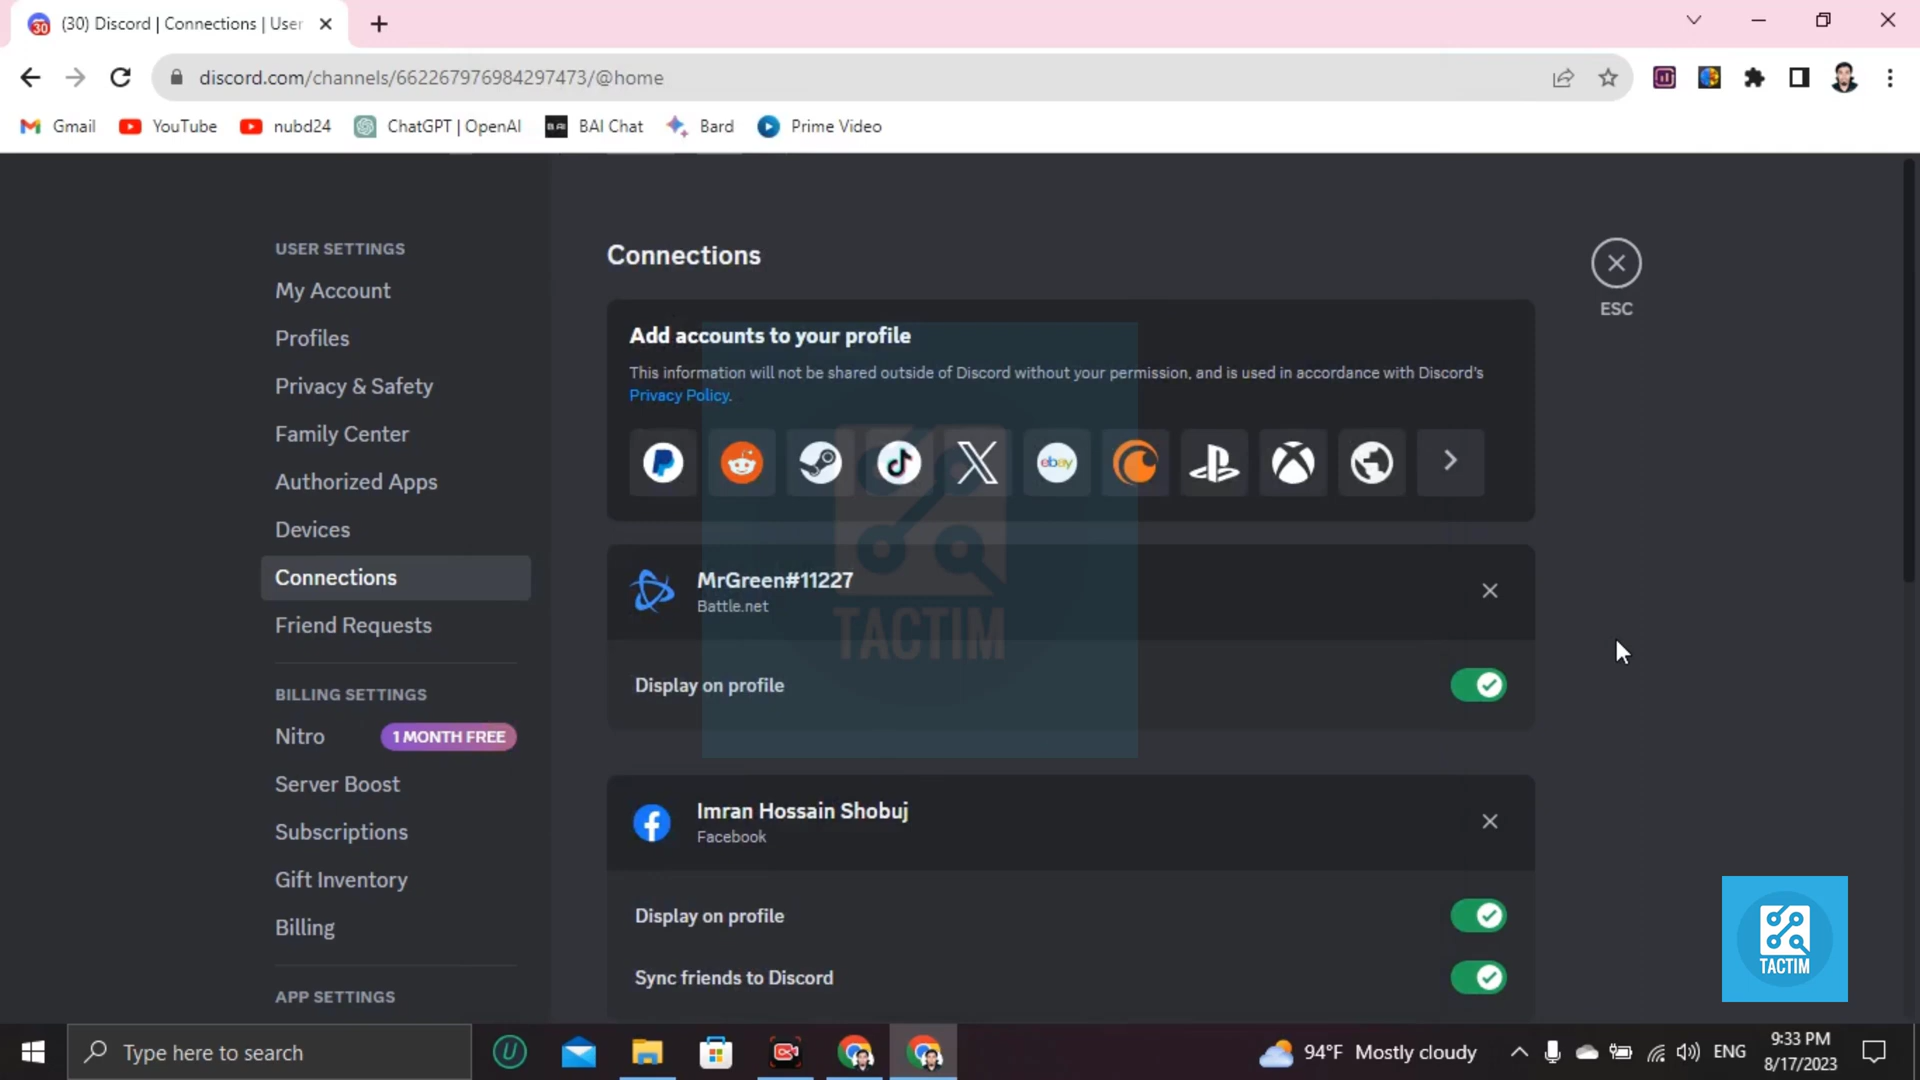 30
(30) Discord | Connections | User
discord.com/channels/662267976984297473/@home
Gmail
YouTube
nubd24
ChatGPT | OpenAI
BAI
BAI Chat
Bard
Prime Video
USER SETTINGS
My Account
Profiles
Privacy & Safety
Family Center
Authorized Apps
Devices
Connections
Friend Requests
BILLING SETTINGS
Nitro
1 MONTH FREE
Server Boost
Subscriptions
Gift Inventory
Billing
APP SETTINGS
Connections
ESC
Add accounts to your profile
This information will not be shared outside of Discord without your permission, and is used in accordance with Discord's
Privacy Policy.
ebay
MrGreen#11227
Battle.net
Display on profile
TACTIM
Imran Hossain Shobuj
Facebook
Display on profile
Sync friends to Discord
TACTIM
Type here to search
94°F Mostly cloudy
ENG
9:33 PM
8/17/2023